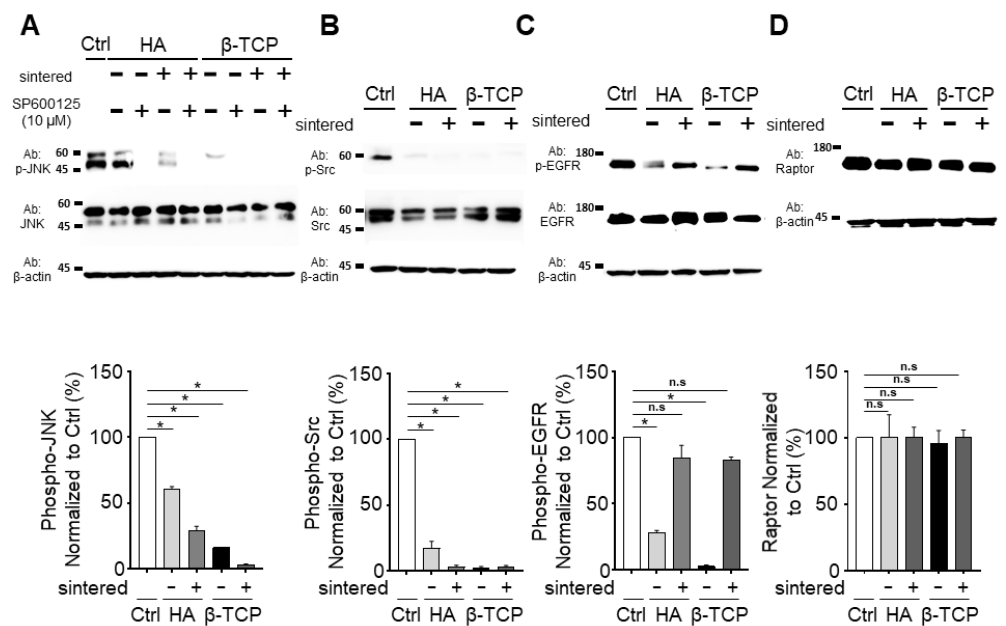 A
Ctrl HA β-TCP
sintered - - + + - - + +
SP600125 - + - + - + - +
(10 µM)
Ab: 60
p-JNK 45
Ab: 60
JNK 45
Ab: 45
β-actin
B
Ctrl HA β-TCP
sintered - + - +
Ab: 60
p-Src
Ab: 60
Src 45
Ab: 45
β-actin
C
Ctrl HA β-TCP
sintered - + - +
Ab: 180
p-EGFR
Ab: 180
EGFR
Ab: 45
β-actin
D
Ctrl HA β-TCP
sintered - + - +
Ab: 180
Raptor
Ab: 45
β-actin
Phospho-JNK
Normalized to Ctrl (%)
150
100
50
0
*
*
*
*
sintered - + - +
Ctrl HA β-TCP
Phospho-Src
Normalized to Ctrl (%)
150
100
50
0
*
*
*
*
sintered - + - +
Ctrl HA β-TCP
Phospho-EGFR
Normalized to Ctrl (%)
150
100
50
0
n.s
*
n.s
*
sintered - + - +
Ctrl HA β-TCP
Raptor Normalized
to Ctrl (%)
150
100
50
0
n.s
n.s
n.s
n.s
sintered - + - +
Ctrl HA β-TCP